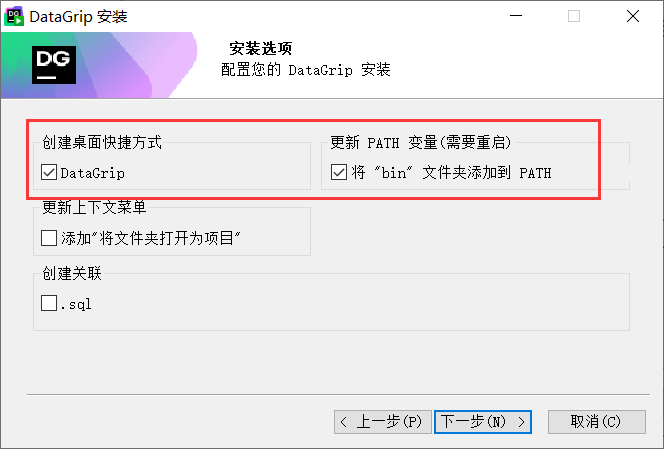 DataGrip 安装
DG
安装选项
配置您的 DataGrip 安装
创建桌面快捷方式
DataGrip
更新 PATH 变量(需要重启)
将 "bin" 文件夹添加到 PATH
更新上下文菜单
添加"将文件夹打开为项目"
创建关联
.sql
< 上一步(P)
下一步(N) >
取消(C)